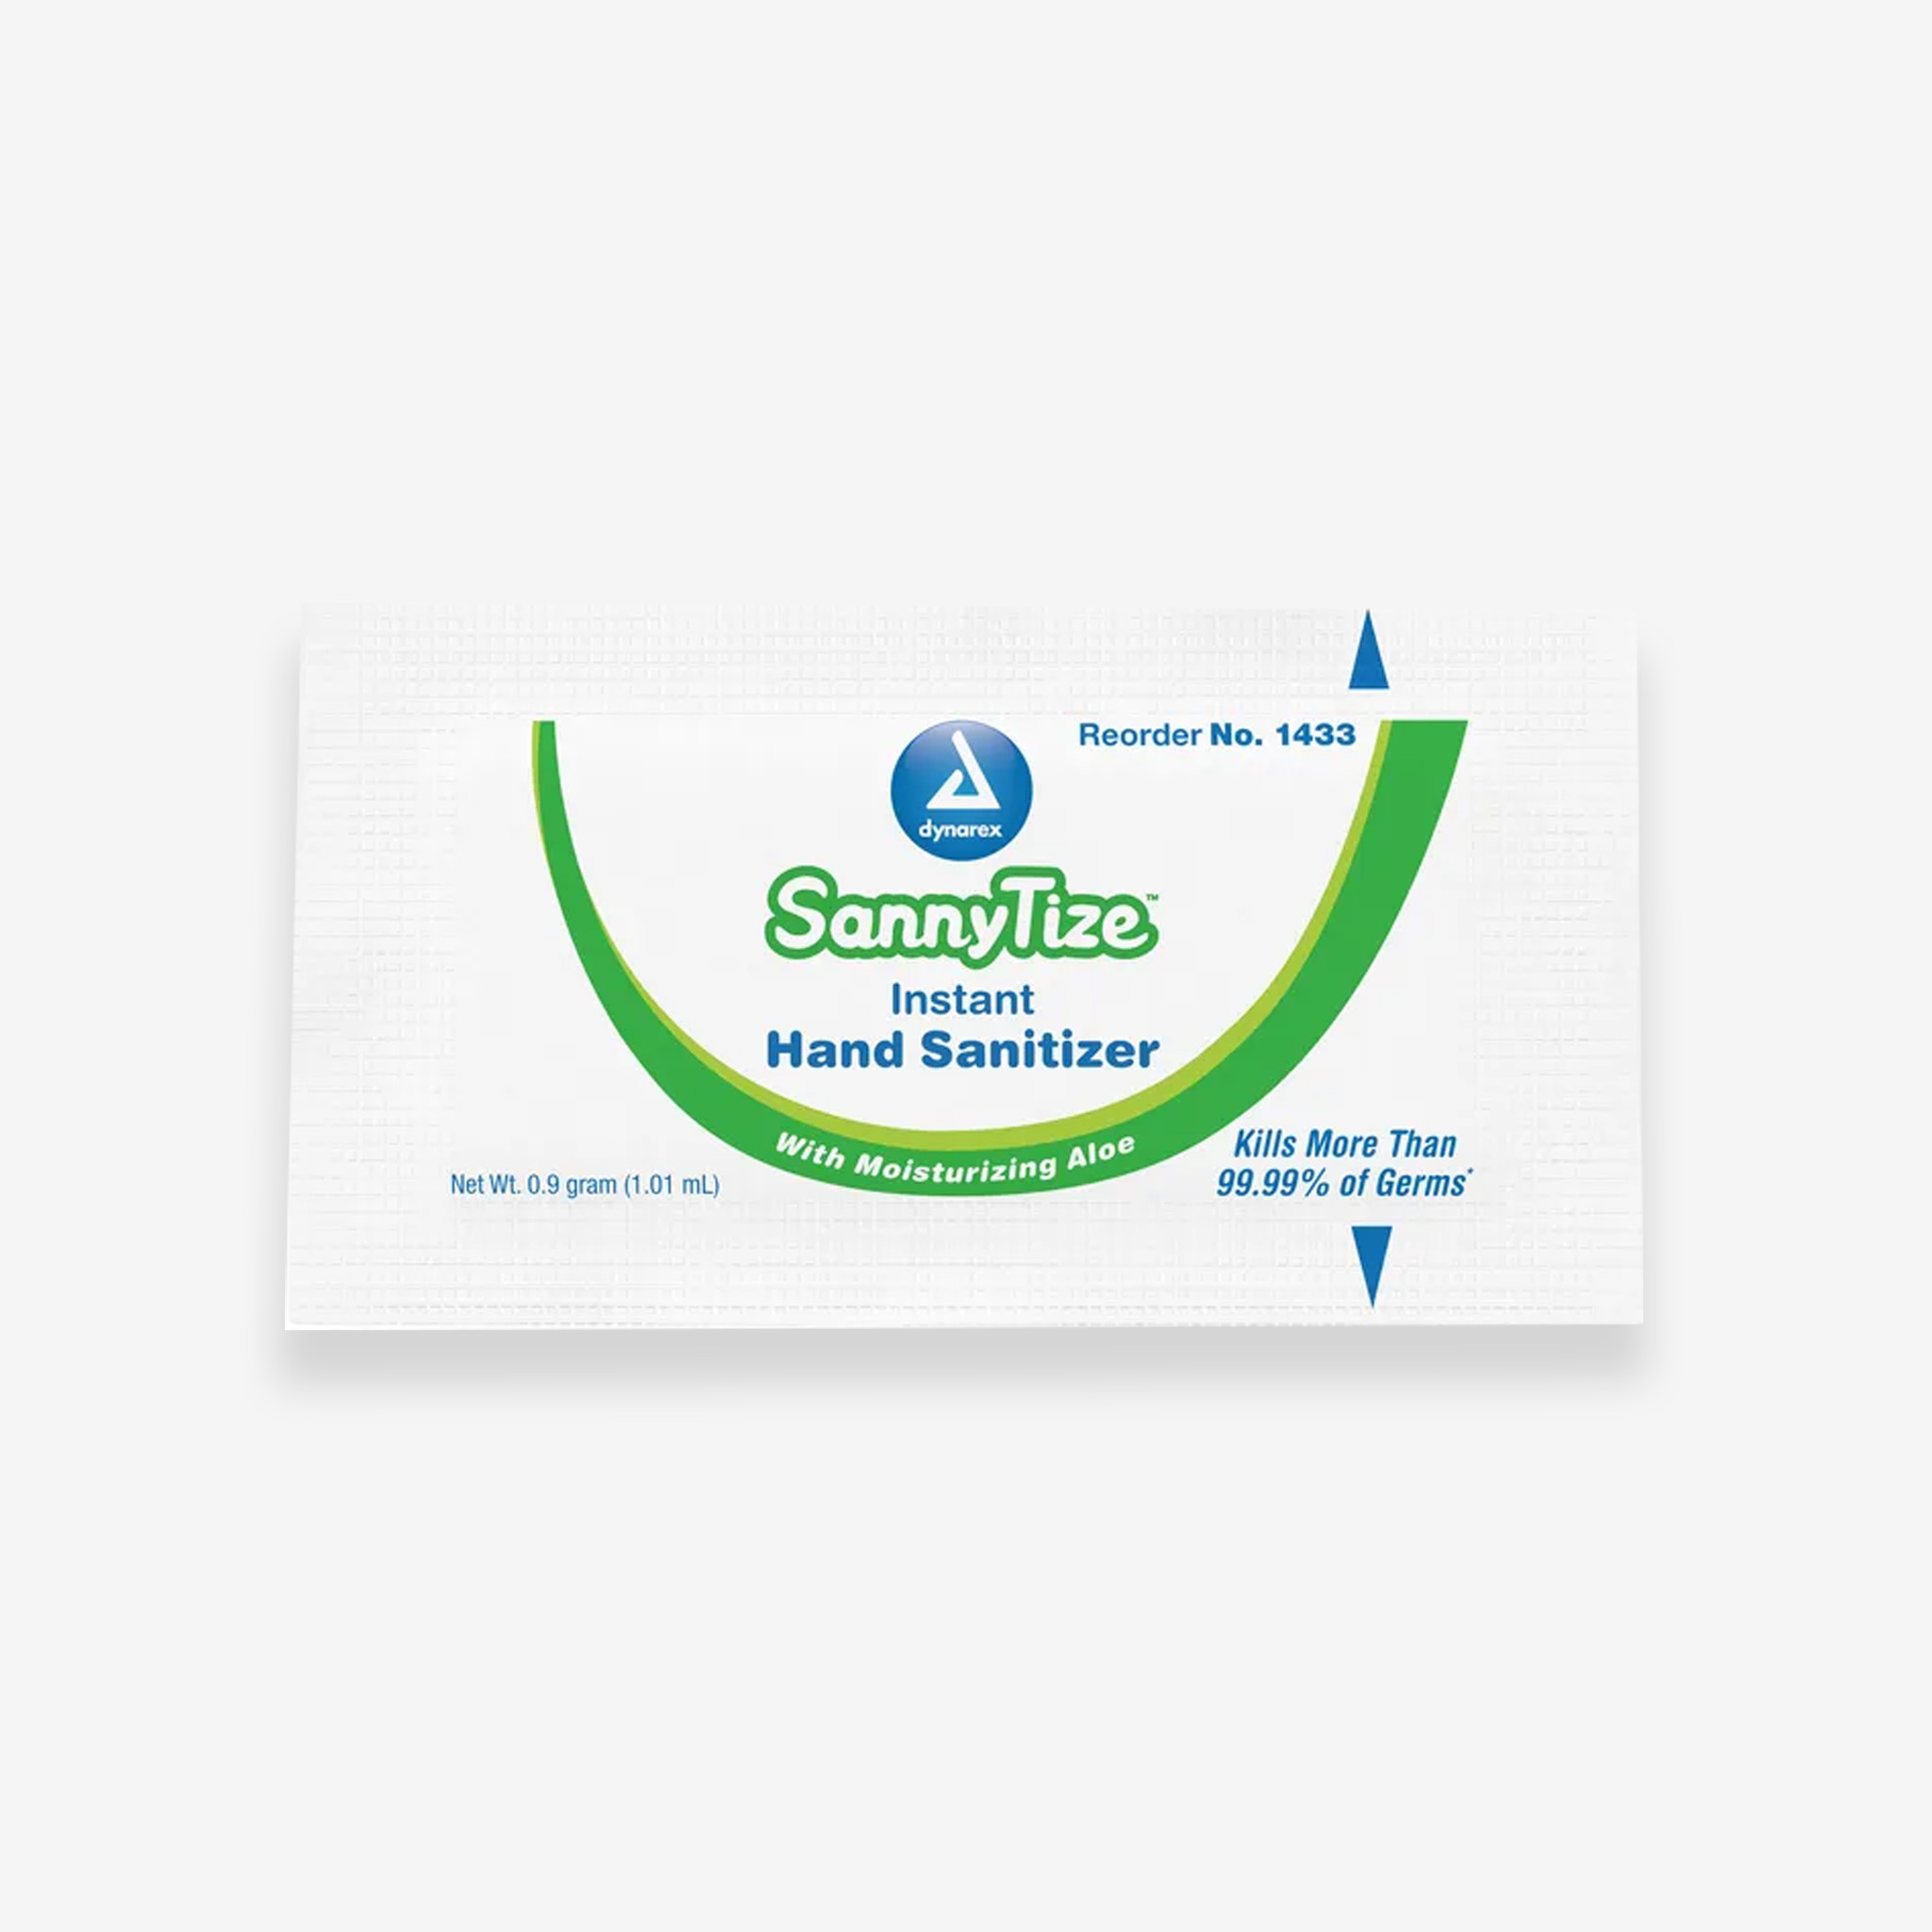 Reorder No. 1433
dynarex
SannyTize™
Instant
Hand Sanitizer
With Moisturizing Aloe
Net Wt. 0.9 gram (1.01 mL)
Kills More Than
99.99% of Germs*